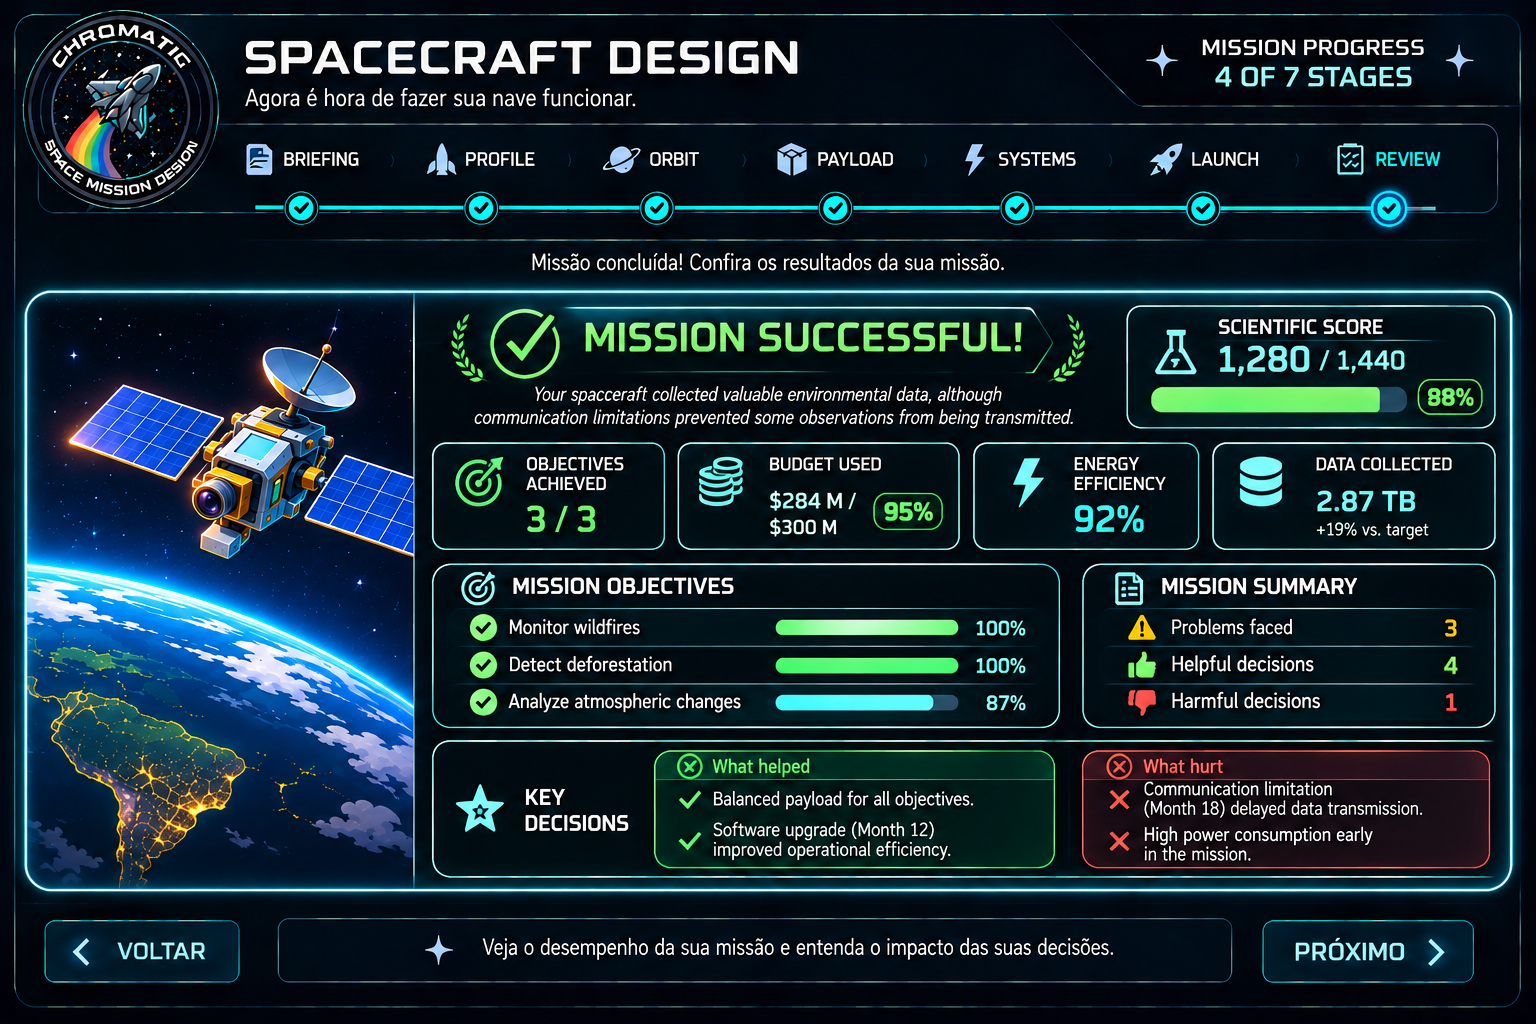 CHROMATIC
SPACE MISSION DESIGN
SPACECRAFT DESIGN
Agora é hora de fazer sua nave funcionar.
MISSION PROGRESS
4 OF 7 STAGES
BRIEFING
PROFILE
ORBIT
PAYLOAD
SYSTEMS
LAUNCH
REVIEW
Missão concluída! Confira os resultados da sua missão.
MISSION SUCCESSFUL!
Your spaceraft collected valuable environmental data, although
communication limitations prevented some observations from being transmitted.
SCIENTIFIC SCORE
1,280 / 1,440
88%
OBJECTIVES
ACHIEVED
3 / 3
BUDGET USED
$284 M /
$300 M
95%
ENERGY
EFFICIENCY
92%
DATA COLLECTED
2.87 TB
+19% vs. target
MISSION OBJECTIVES
Monitor wildfires 100%
Detect deforestation 100%
Analyze atmospheric changes 87%
MISSION SUMMARY
Problems faced 3
Helpful decisions 4
Harmful decisions 1
KEY
DECISIONS
What helped
Balanced payload for all objectives.
Software upgrade (Month 12)
improved operational efficiency.
What hurt
Communication limitation
(Month 18) delayed data transmission.
High power consumption early
in the mission.
VOLTAR
Veja o desempenho da sua missão e entenda o impacto das suas decisões.
PRÓXIMO